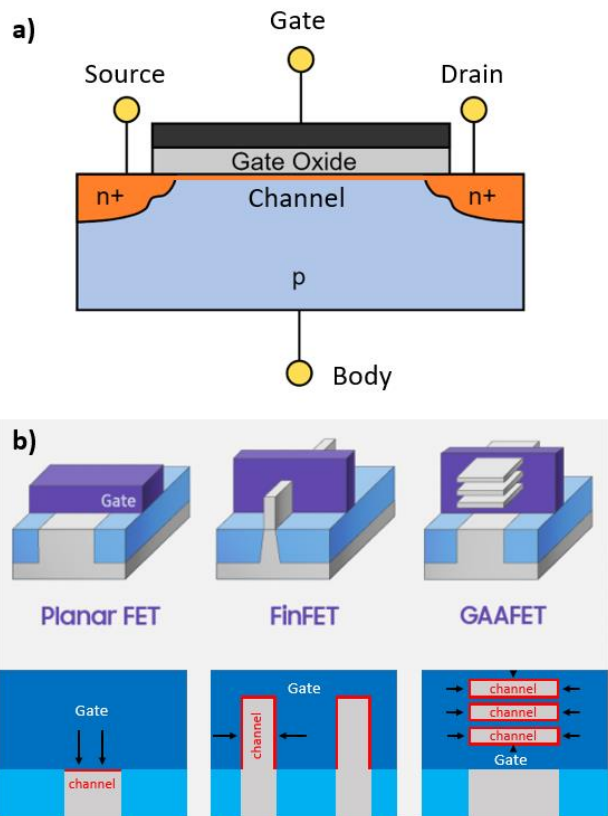 a)
Gate
Source
Drain
Gate Oxide
n+
Channel
n+
p
Body
b)
Gate
Planar FET
FinFET
GAAFET
Gate
channel
Gate
channel
channel
channel
channel
Gate